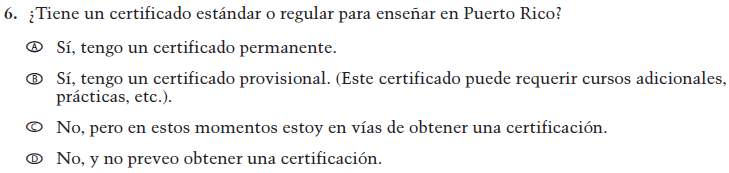 6. ¿Tiene un certificado estándar o regular para enseñar en Puerto Rico?
A Sí, tengo un certificado permanente.
B Sí, tengo un certificado provisional. (Este certificado puede requerir cursos adicionales,
prácticas, etc.).
C No, pero en estos momentos estoy en vías de obtener una certificación.
D No, y no preveo obtener una certificación.